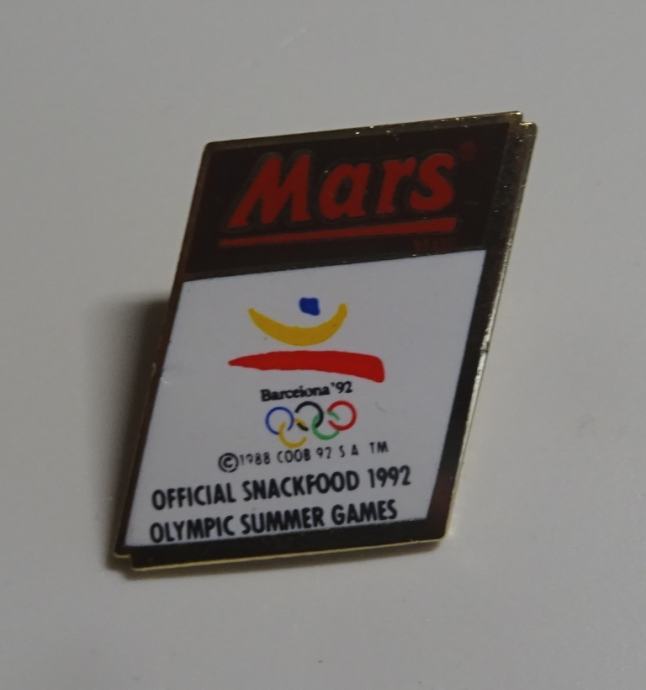 Mars®
Barcelona '92
©1988 COOB 92 S A TM
OFFICIAL SNACKFOOD 1992
OLYMPIC SUMMER GAMES